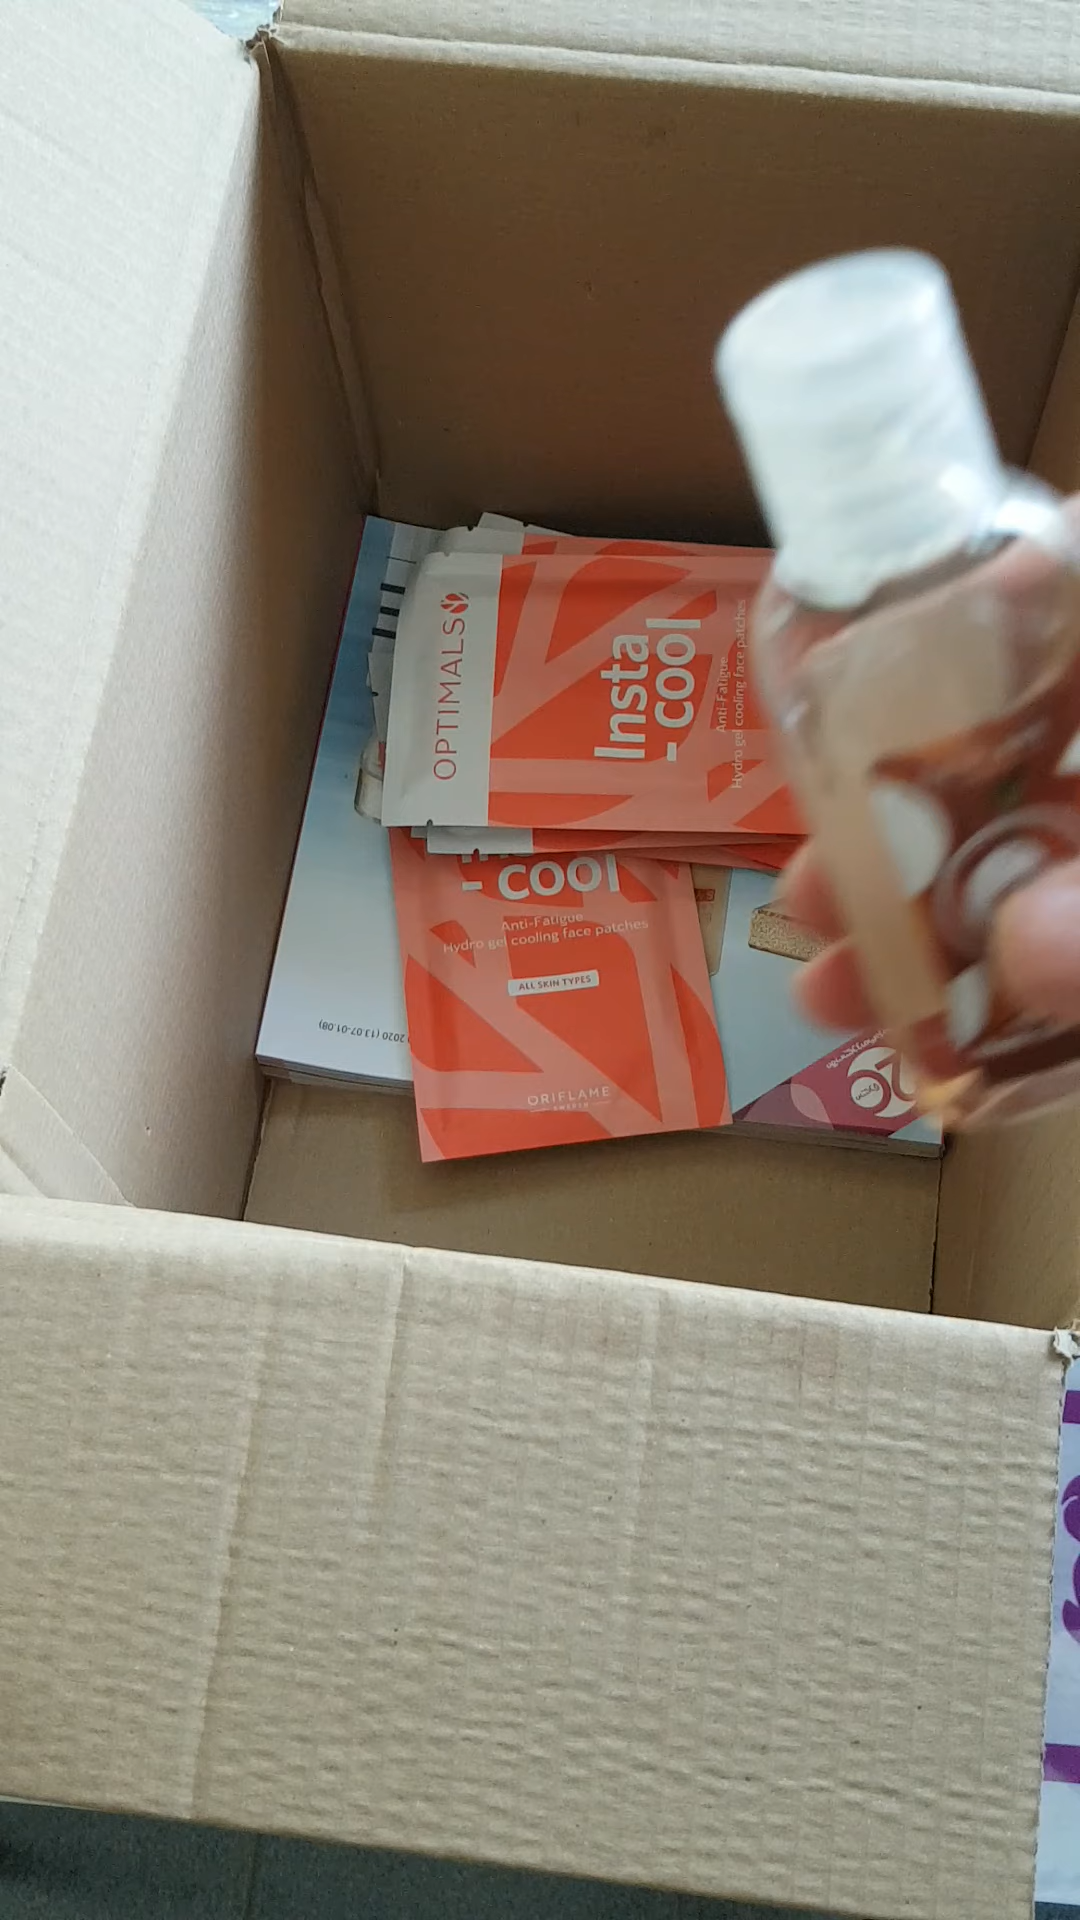 OPTIMALS
Insta
- cool
Anti-Fatigue
Hydro gel cooling face patches
cool
Anti-Fatigue
Hydro gel cooling face patches
ALL SKIN TYPES
ORIFLAME
SWEDEN
2020 (13.07-01.08)